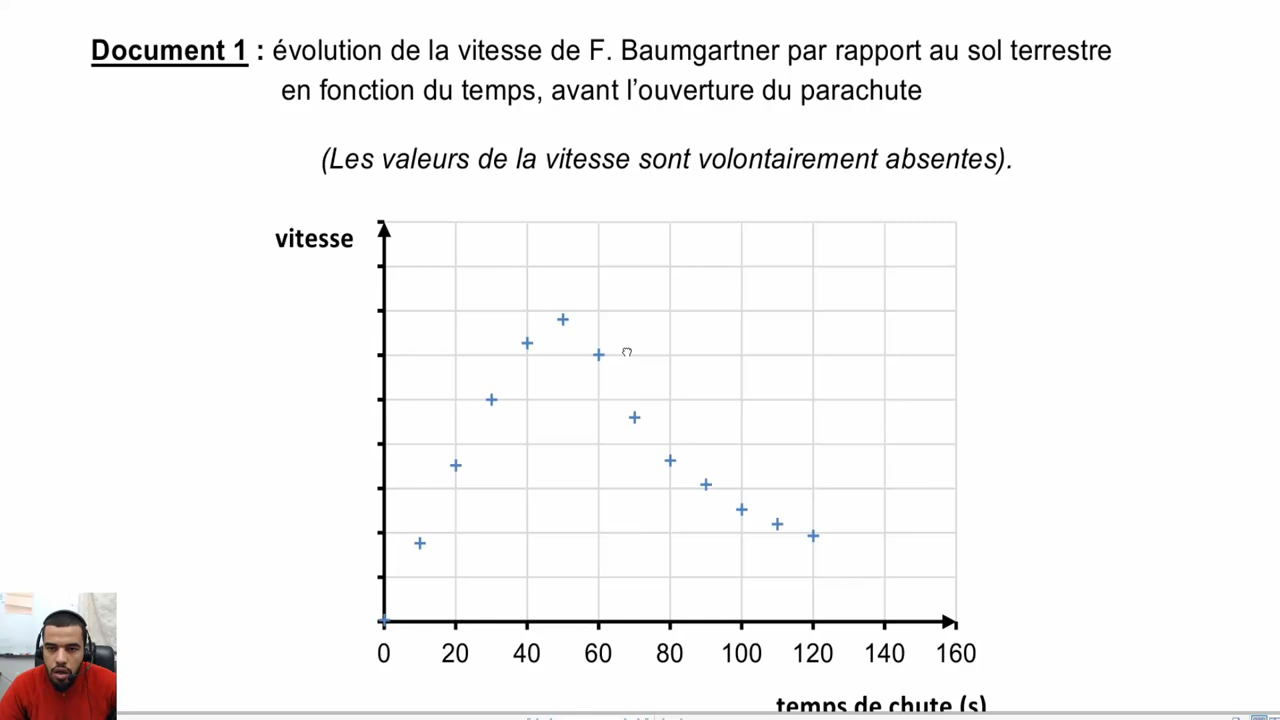 Document 1 : évolution de la vitesse de F. Baumgartner par rapport au sol terrestre
en fonction du temps, avant l'ouverture du parachute
(Les valeurs de la vitesse sont volontairement absentes).
vitesse
0 20 40 60 80 100 120 140 160
temps de chute (s)